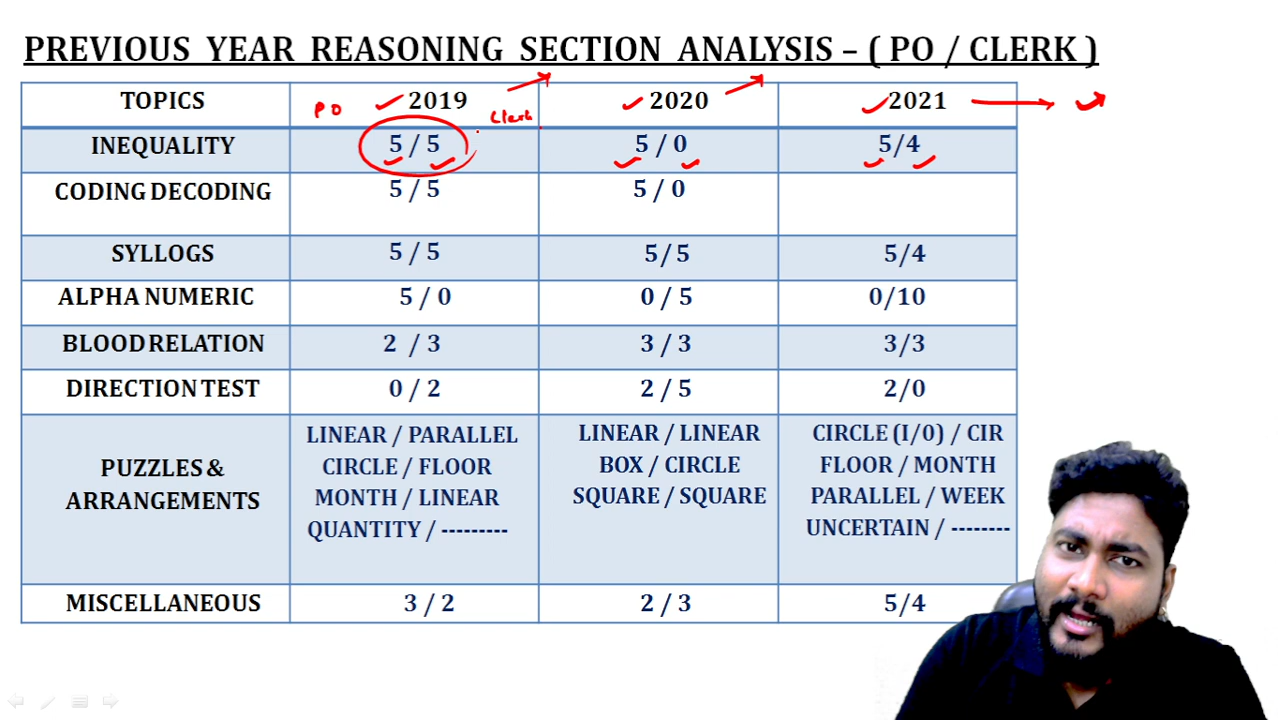 PREVIOUS YEAR REASONING SECTION ANALYSIS – ( PO / CLERK )
TOPICS 2019 2020 2021
PO
Clerk
INEQUALITY 5 / 5 5 / 0 5/4
CODING DECODING 5 / 5 5 / 0
SYLLOGS 5 / 5 5/5 5/4
ALPHA NUMERIC 5 / 0 0 / 5 0/10
BLOOD RELATION 2 / 3 3 / 3 3/3
DIRECTION TEST 0 / 2 2 / 5 2/0
PUZZLES &
ARRANGEMENTS
LINEAR / PARALLEL
CIRCLE / FLOOR
MONTH / LINEAR
QUANTITY / ---------
LINEAR / LINEAR
BOX / CIRCLE
SQUARE / SQUARE
CIRCLE (I/0) / CIR
FLOOR / MONTH
PARALLEL / WEEK
UNCERTAIN / --------
MISCELLANEOUS 3 / 2 2 / 3 5/4